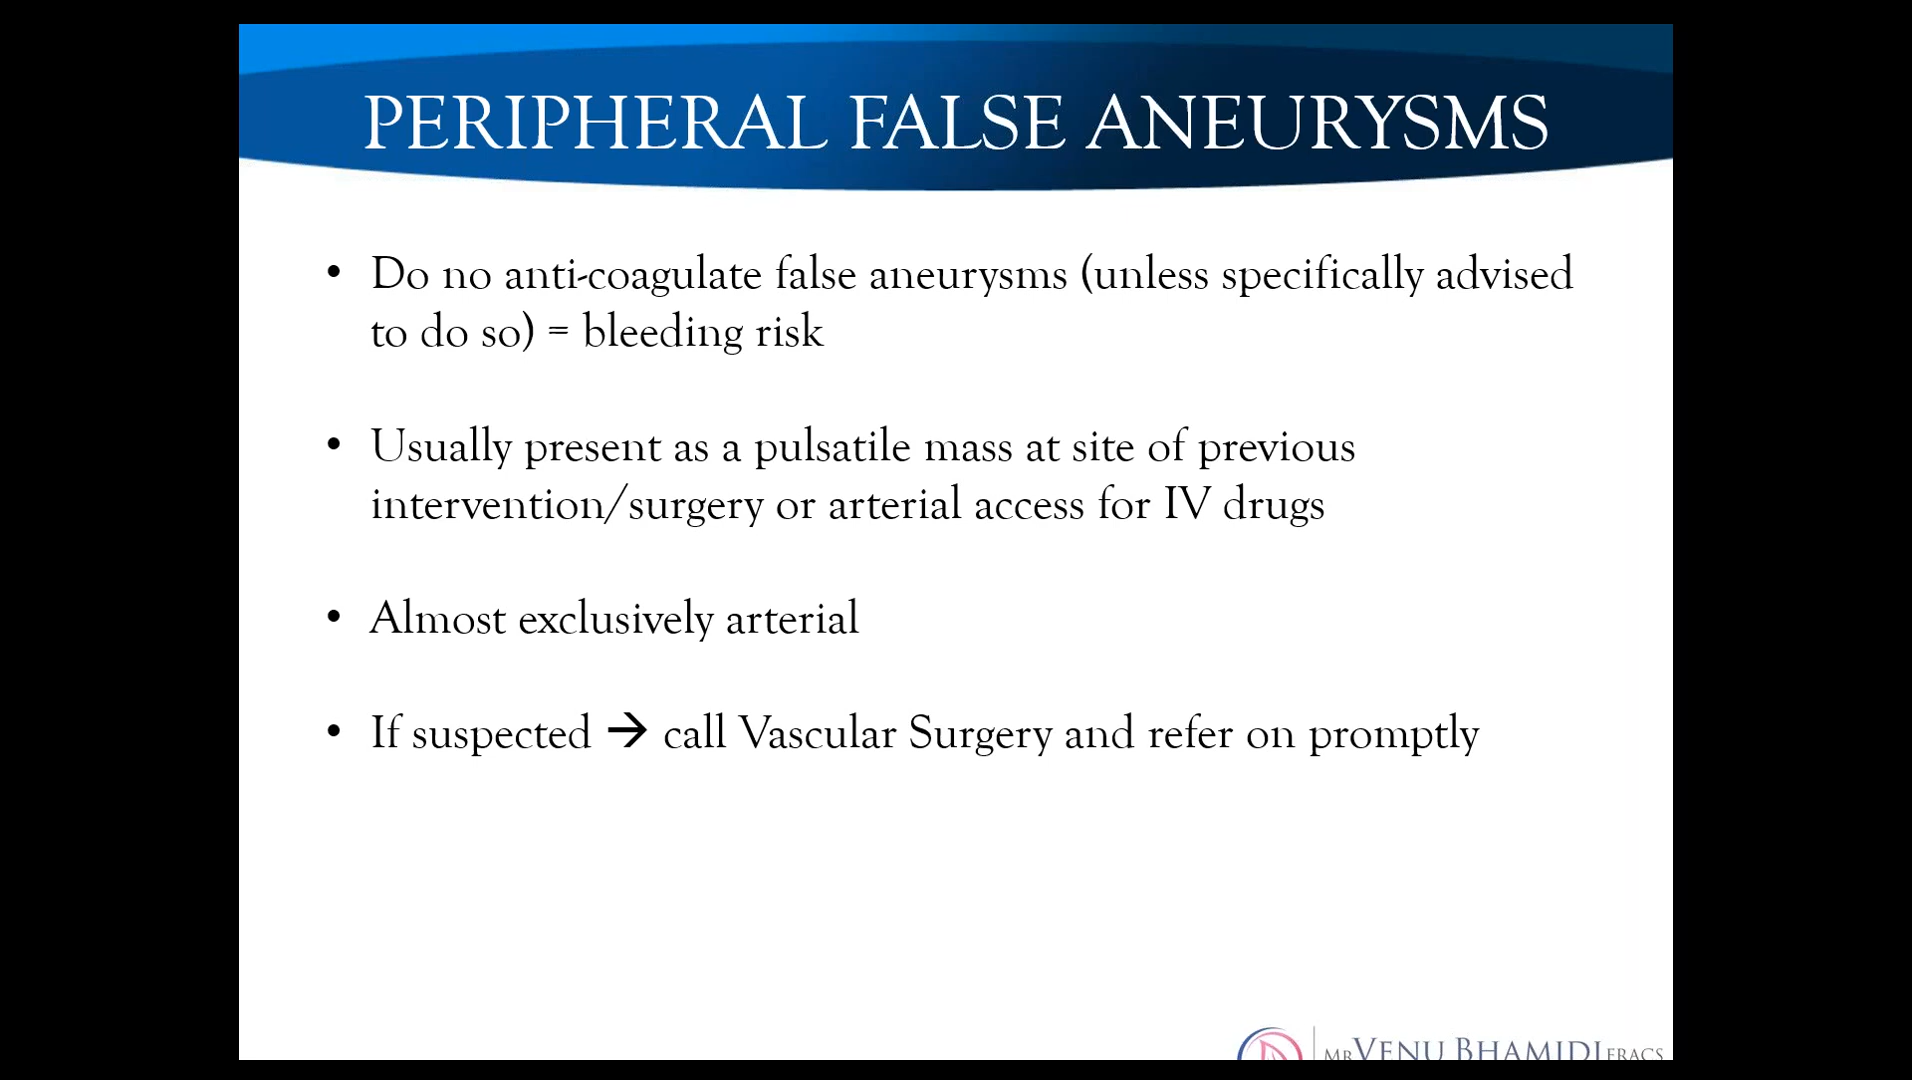 PERIPHERAL FALSE ANEURYSMS
• Do no anti-coagulate false aneurysms (unless specifically advised
to do so) = bleeding risk
• Usually present as a pulsatile mass at site of previous
intervention/surgery or arterial access for IV drugs
• Almost exclusively arterial
• If suspected → call Vascular Surgery and refer on promptly
MR VENU BHAMIDI FRACS